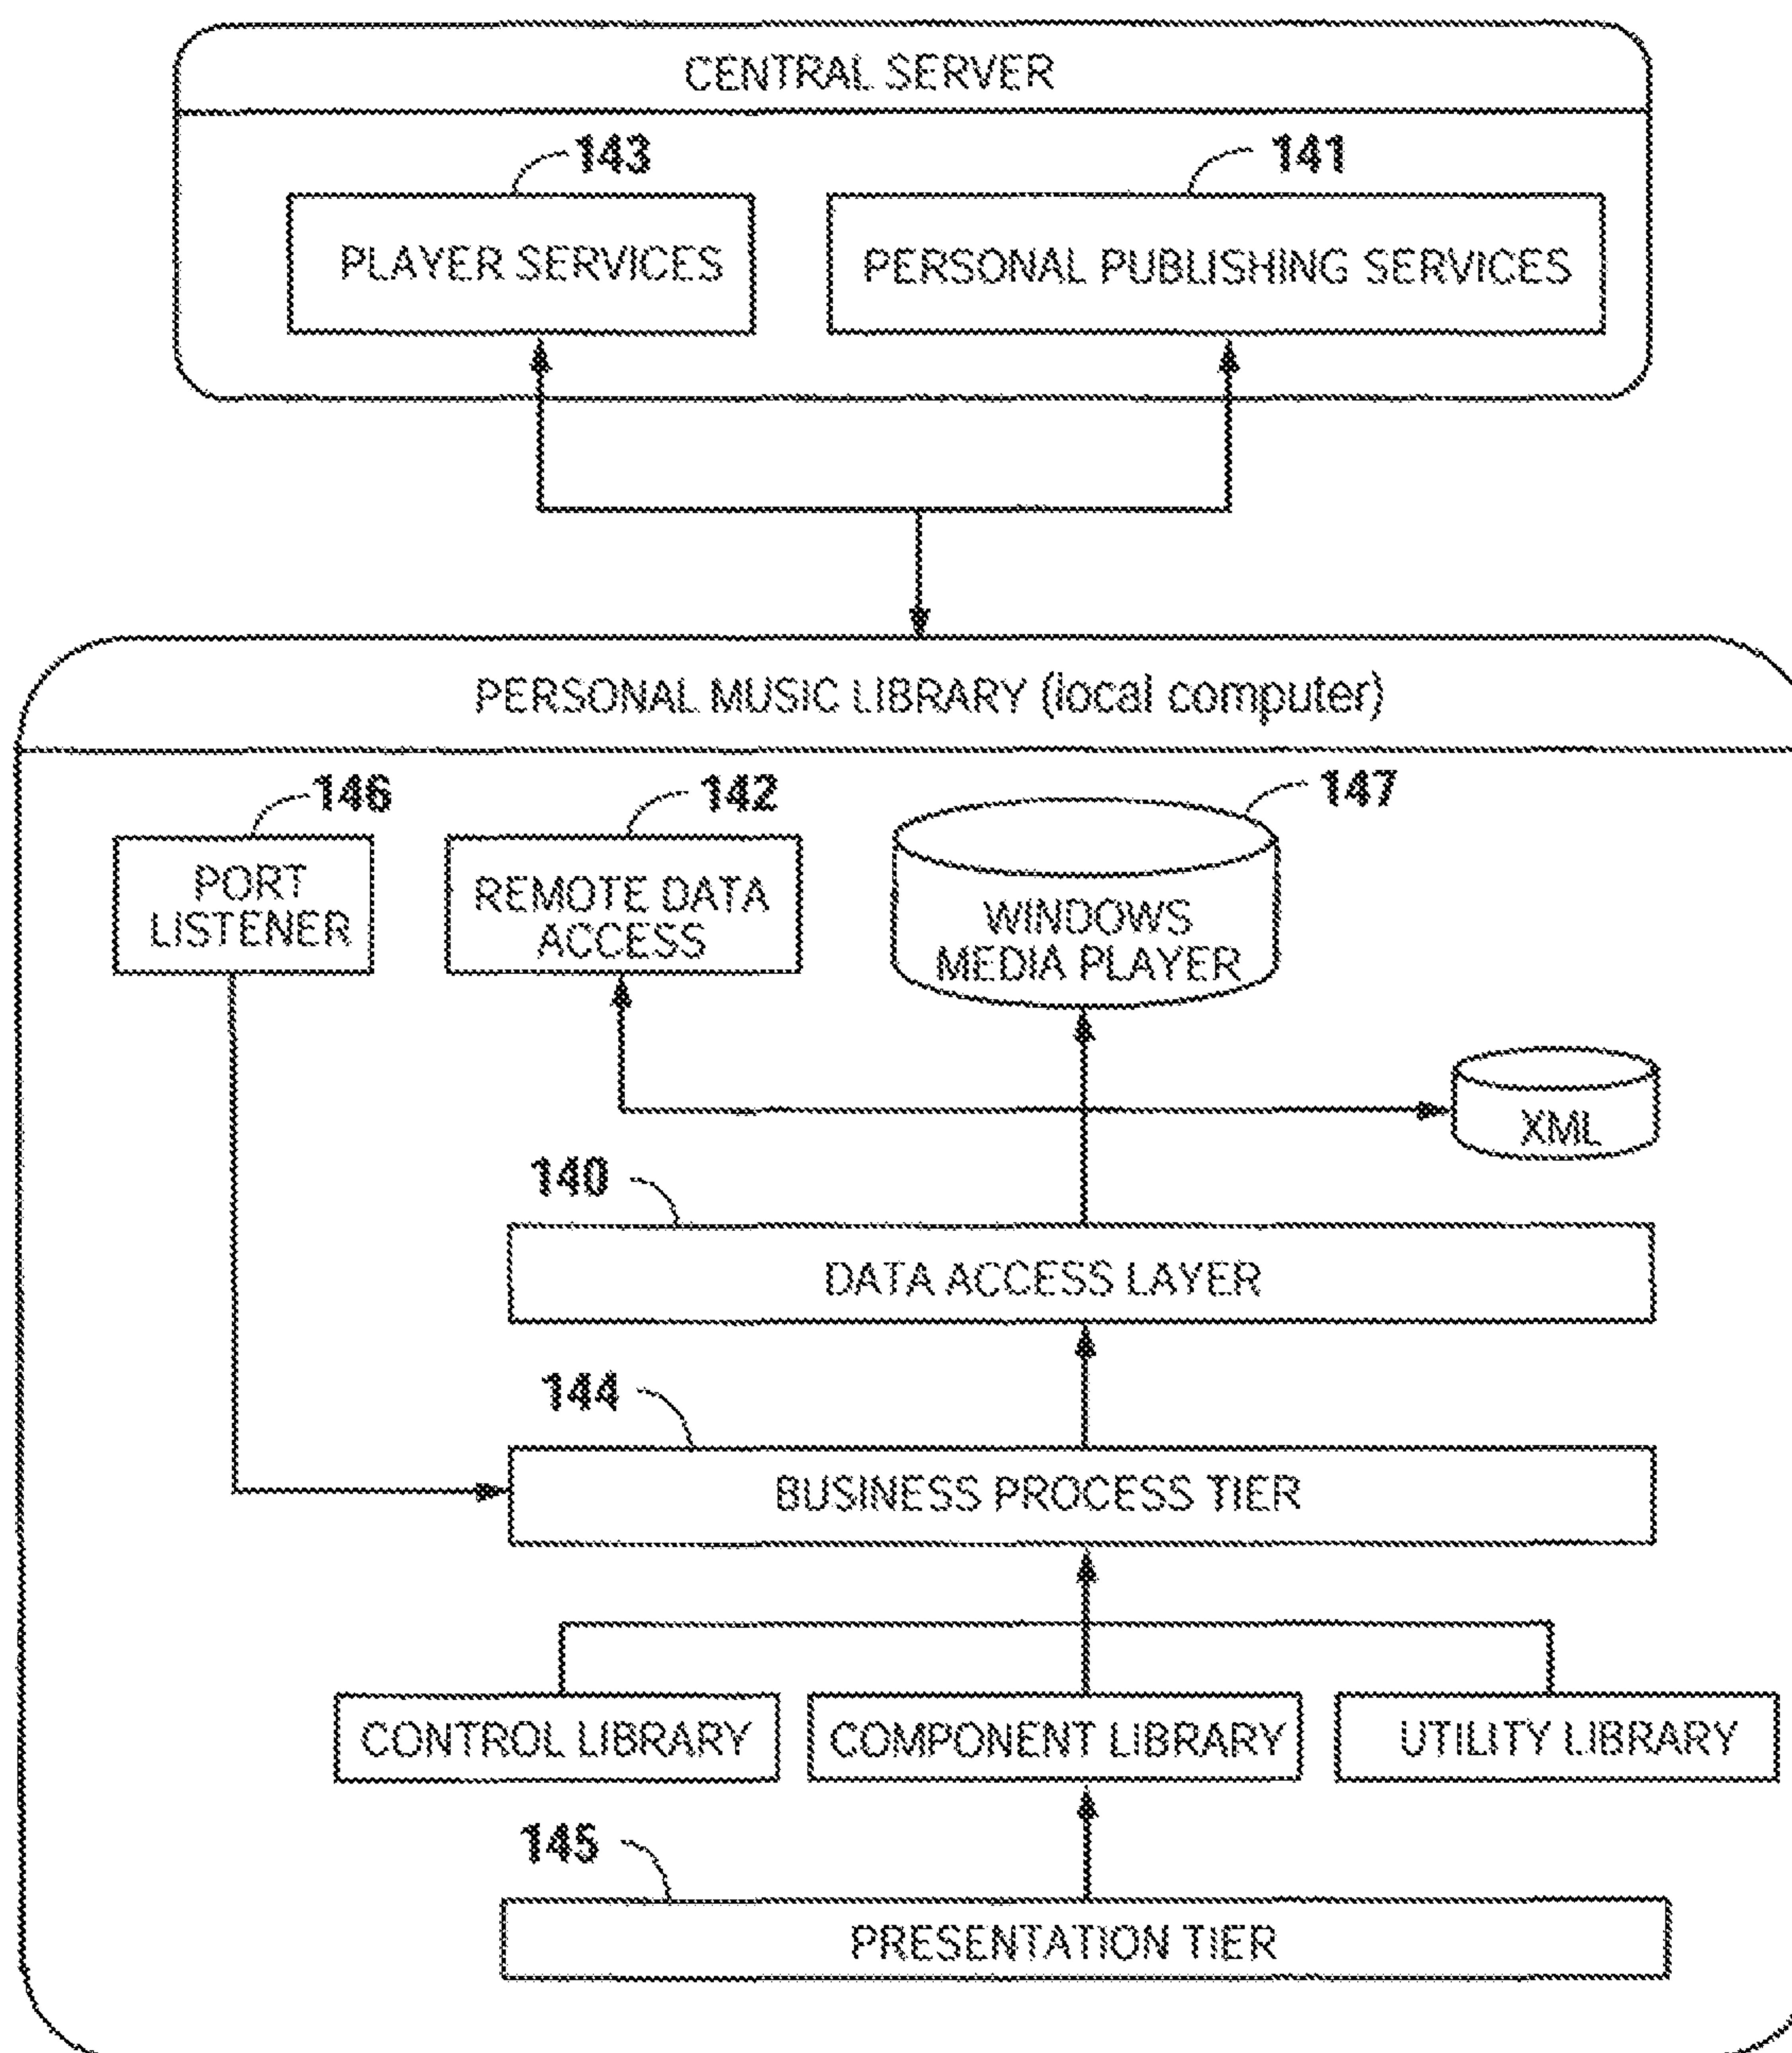 CENTRAL SERVER
143
141
PLAYER SERVICES
PERSONAL PUBLISHING SERVICES
PERSONAL MUSIC LIBRARY (local computer)
146
142
147
PORT
LISTENER
REMOTE DATA
ACCESS
WINDOWS
MEDIA PLAYER
XML
140
DATA ACCESS LAYER
144
BUSINESS PROCESS TIER
CONTROL LIBRARY
COMPONENT LIBRARY
UTILITY LIBRARY
145
PRESENTATION TIER